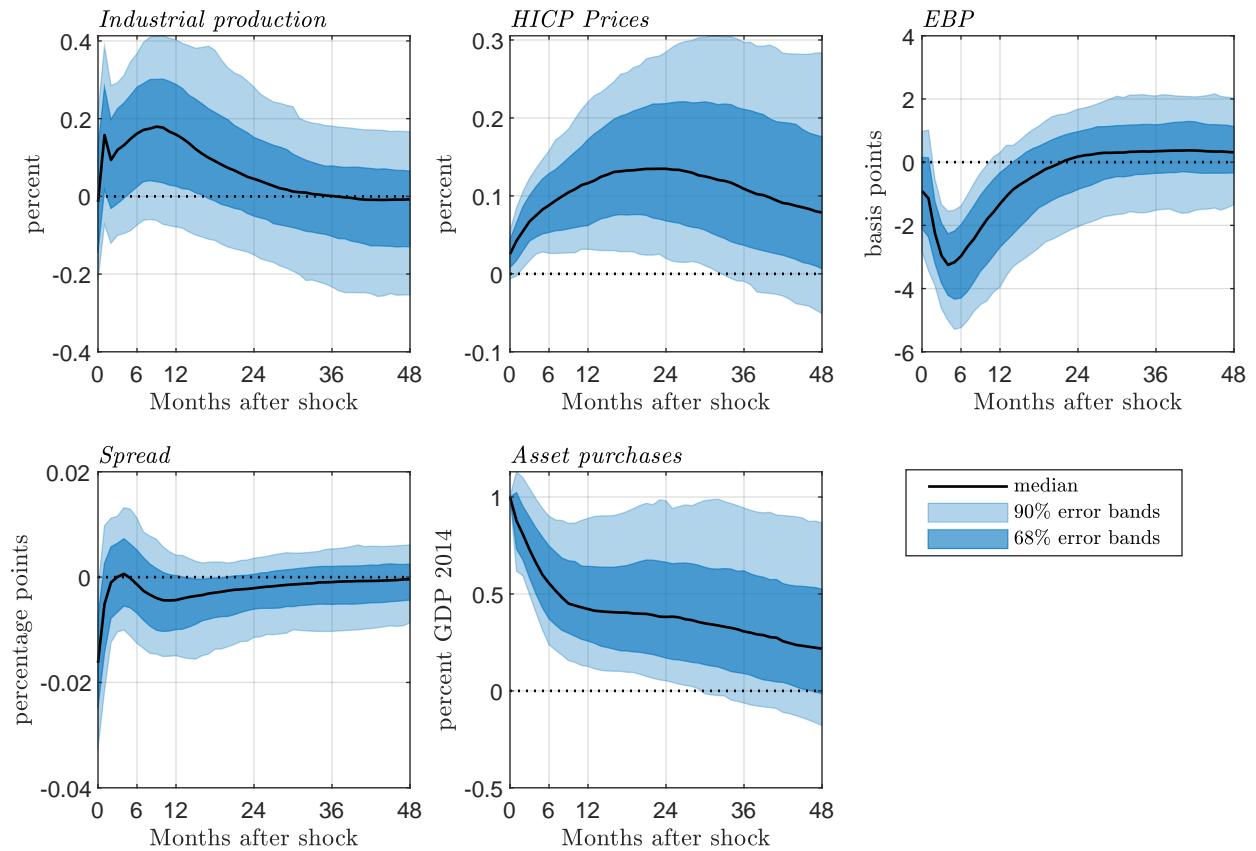 Industrial production
HICP Prices
EBP
0.4
0.2
0
-0.2
-0.4
percent
0 6 12 24 36 48
Months after shock
0.3
0.2
0.1
0
-0.1
percent
0 6 12 24 36 48
Months after shock
4
2
0
-2
-4
-6
basis points
0 6 12 24 36 48
Months after shock
Spread
Asset purchases
0.02
0
-0.02
-0.04
percentage points
0 6 12 24 36 48
Months after shock
1
0.5
0
-0.5
percent GDP 2014
0 6 12 24 36 48
Months after shock
median
90% error bands
68% error bands